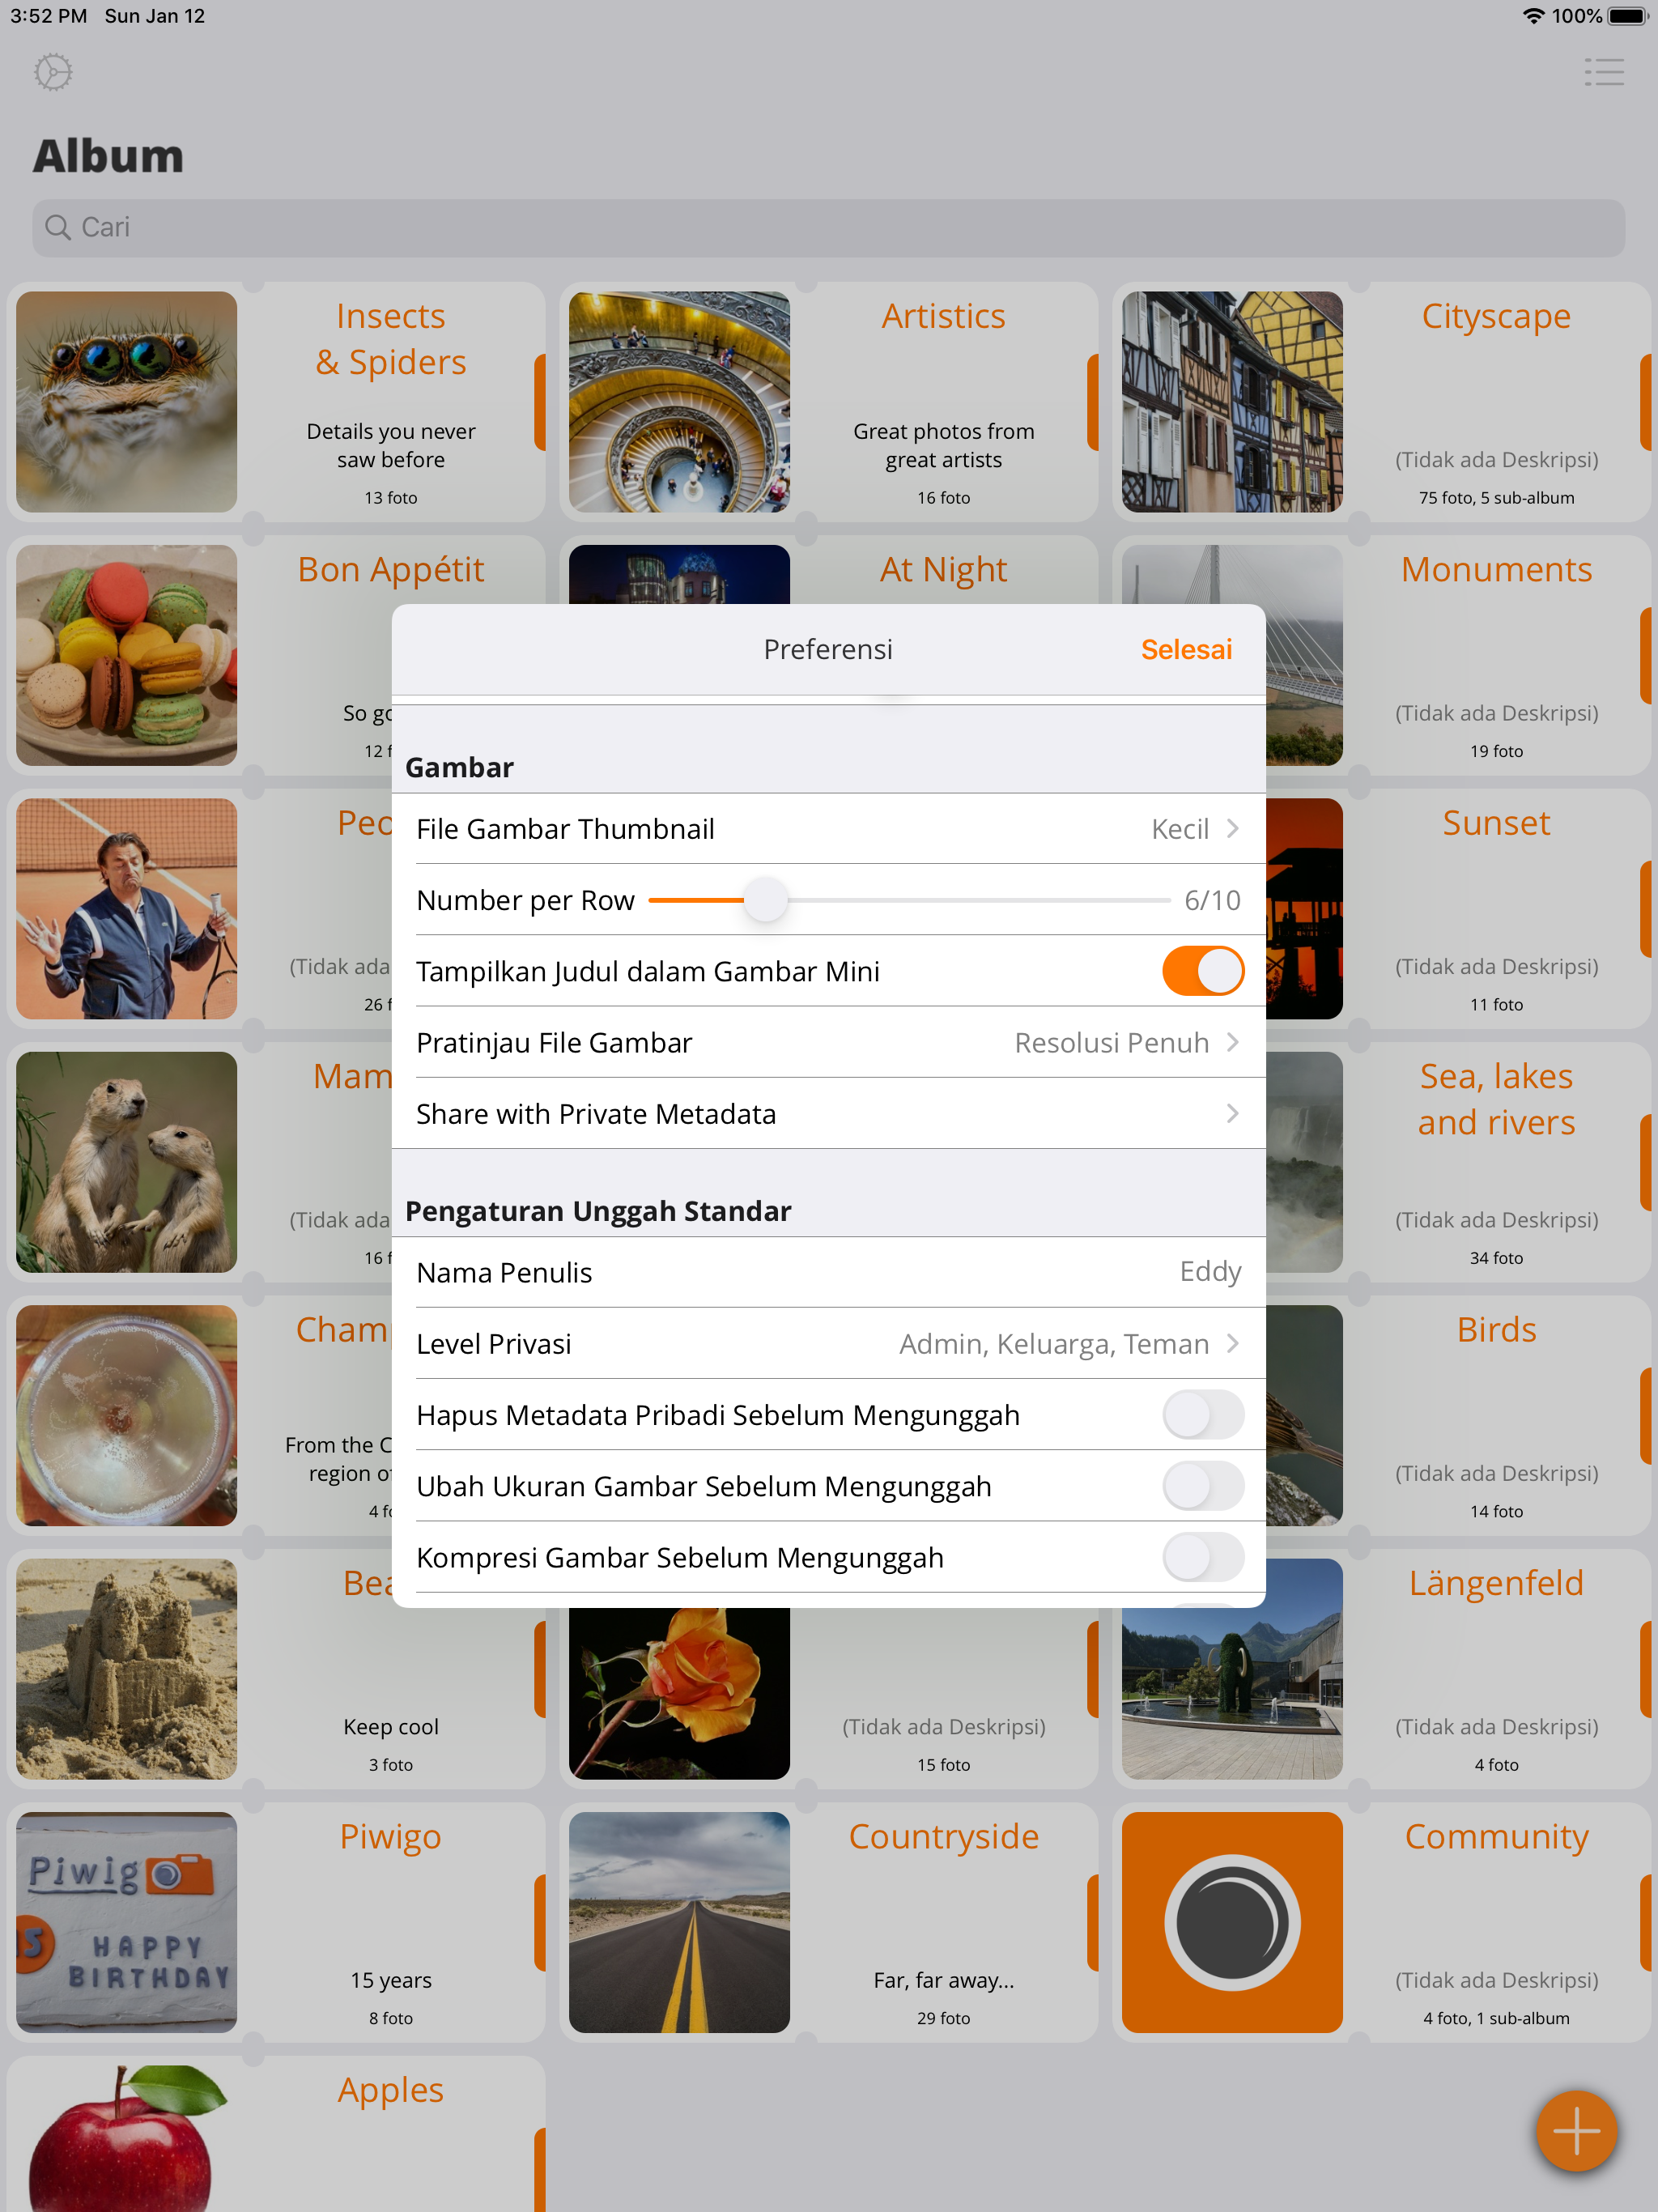 3:52 PM Sun Jan 12
100%
Album
Cari
Insects
& Spiders
Details you never
saw before
13 foto
Artistics
Great photos from
great artists
16 foto
Cityscape
(Tidak ada Deskripsi)
75 foto, 5 sub-album
Bon Appétit
So
12
At Night
Monuments
(Tidak ada Deskripsi)
19 foto
(Tidak ada
26
Sunset
(Tidak ada Deskripsi)
11 foto
(Tidak ada
16
Sea, lakes
and rivers
(Tidak ada Deskripsi)
34 foto
From the
region
4
Birds
(Tidak ada Deskripsi)
14 foto
Keep cool
3 foto
(Tidak ada Deskripsi)
15 foto
Längenfeld
(Tidak ada Deskripsi)
4 foto
Piwig
15
HAPPY
BIRTHDAY
Piwigo
15 years
8 foto
Countryside
Far, far away...
29 foto
Community
(Tidak ada Deskripsi)
4 foto, 1 sub-album
Apples
Preferensi
Selesai
Gambar
File Gambar Thumbnail Kecil
Number per Row 6/10
Tampilkan Judul dalam Gambar Mini
Pratinjau File Gambar Resolusi Penuh
Share with Private Metadata
Pengaturan Unggah Standar
Nama Penulis Eddy
Level Privasi Admin, Keluarga, Teman
Hapus Metadata Pribadi Sebelum Mengunggah
Ubah Ukuran Gambar Sebelum Mengunggah
Kompresi Gambar Sebelum Mengunggah